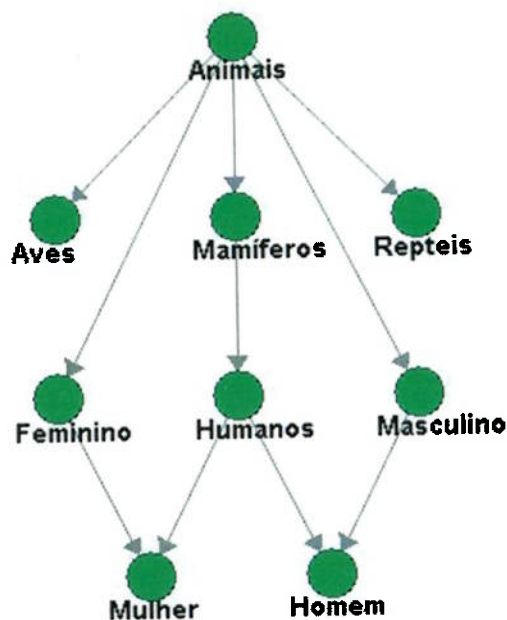 Animais
Aves
Mamíferos
Repteis
Feminino
Humanos
Masculino
Mulher
Homem